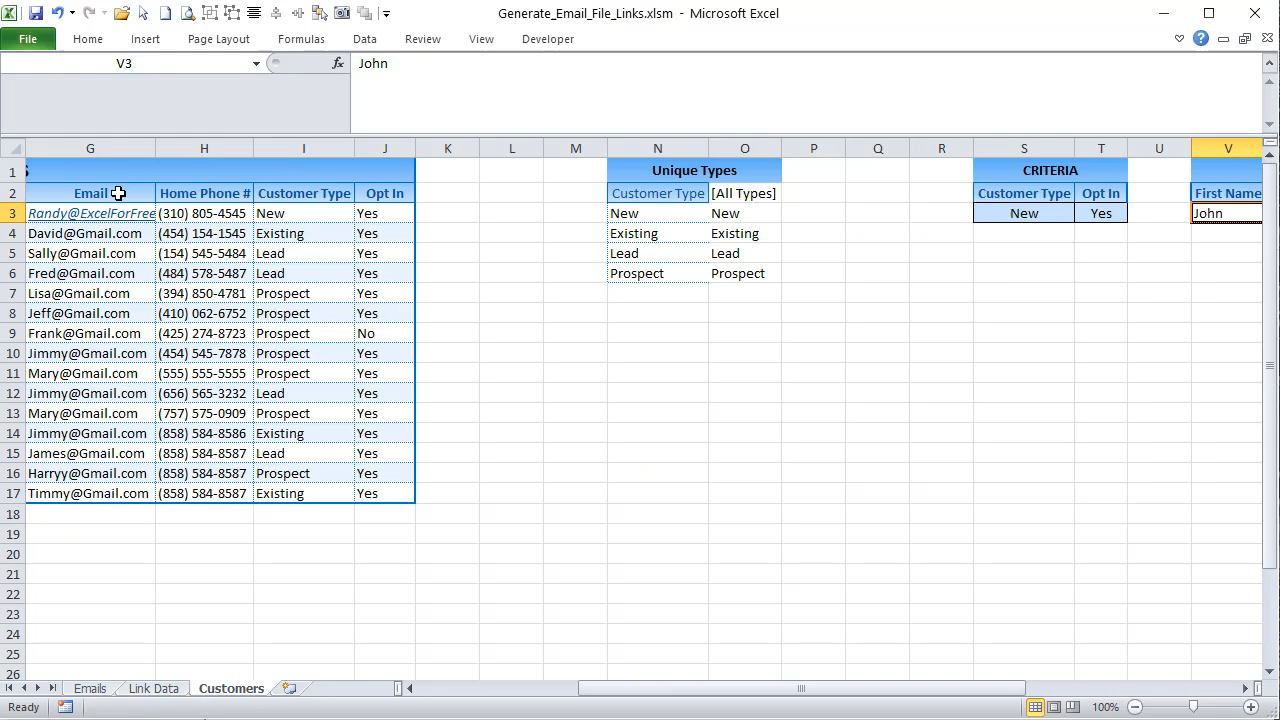 Generate_Email_File_Links.xlsm - Microsoft Excel
File Home Insert Page Layout Formulas Data Review View Developer
V3 fx John
G H I J K L M N O P Q R S T U V
1 S Unique Types CRITERIA
2 Email Home Phone # Customer Type Opt In Customer Type [All Types] Customer Type Opt In First Name
3 Randy@ExcelForFree (310) 805-4545 New Yes New New New Yes John
4 David@Gmail.com (454) 154-1545 Existing Yes Existing Existing
5 Sally@Gmail.com (154) 545-5484 Lead Yes Lead Lead
6 Fred@Gmail.com (484) 578-5487 Lead Yes Prospect Prospect
7 Lisa@Gmail.com (394) 850-4781 Prospect Yes
8 Jeff@Gmail.com (410) 062-6752 Prospect Yes
9 Frank@Gmail.com (425) 274-8723 Prospect No
10 Jimmy@Gmail.com (454) 545-7878 Prospect Yes
11 Mary@Gmail.com (555) 555-5555 Prospect Yes
12 Jimmy@Gmail.com (656) 565-3232 Lead Yes
13 Mary@Gmail.com (757) 575-0909 Prospect Yes
14 Jimmy@Gmail.com (858) 584-8586 Existing Yes
15 James@Gmail.com (858) 584-8587 Lead Yes
16 Harryy@Gmail.com (858) 584-8587 Prospect Yes
17 Timmy@Gmail.com (858) 584-8587 Existing Yes
18
19
20
21
22
23
24
25
26
Emails Link Data Customers
Ready 100%